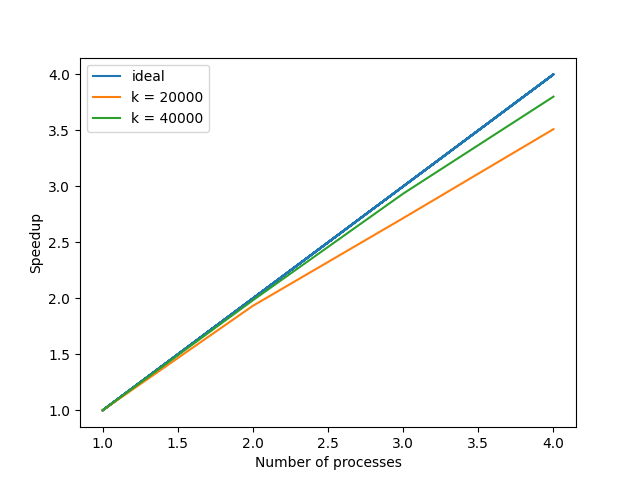 ideal
k = 20000
k = 40000
4.0
3.5
3.0
2.5
2.0
1.5
1.0
Speedup
1.0 1.5 2.0 2.5 3.0 3.5 4.0
Number of processes